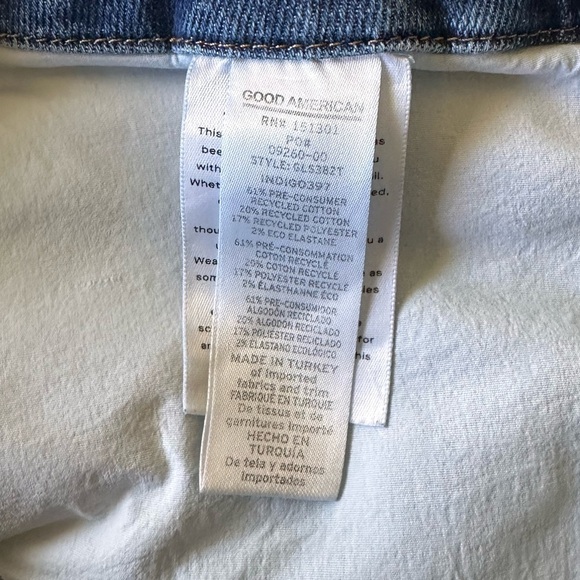 GOOD AMERICAN
RN# 151301
PO#
09260-00
STYLE: GLS382T
INDIGO397
61% PRE-CONSUMER
RECYCLED COTTON
20% RECYCLED COTTON
17% RECYCLED POLYESTER
2% ECO ELASTANE
61% PRÉ-CONSOMMATION
COTON RECYCLÉ
20% COTON RECYCLÉ
17% POLYESTER RECYCLÉ
2% ÉLASTHANNE ÉCO
61% PRE-CONSUMIDOR
ALGODÓN RECICLADO
20% ALGODÓN RECICLADO
17% POLIÉSTER RECICLADO
2% ELASTANO ECOLÓGICO
MADE IN TURKEY
of imported
fabrics and trim
FABRIQUÉ EN TURQUIE
De tissus et de
garnitures importé
HECHO EN
TURQUÍA
De tela y adornos
importados
This